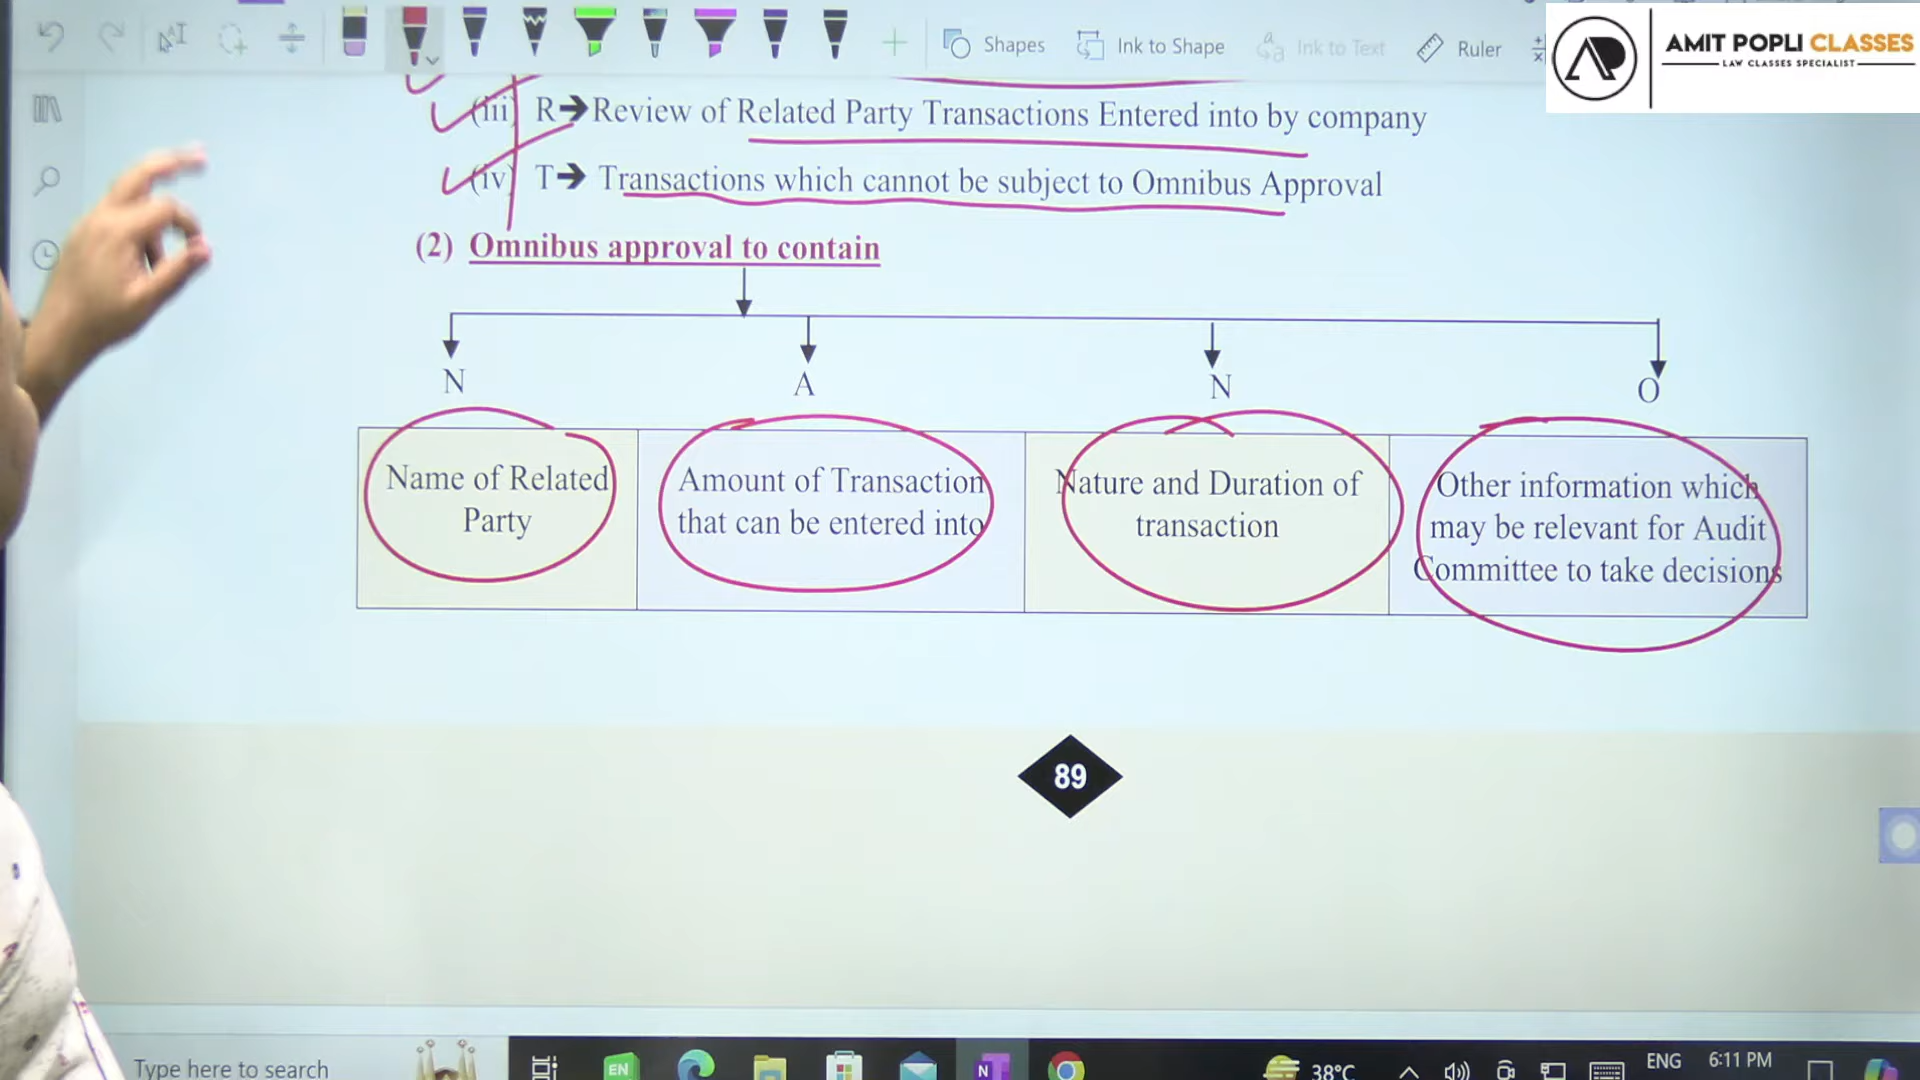 Shapes
Ink to Shape
Ink to Text
Ruler
AMIT POPLI CLASSES
LAW CLASSES SPECIALIST
(iii) R➔Review of Related Party Transactions Entered into by company
(iv) T➔ Transactions which cannot be subject to Omnibus Approval
(2) Omnibus approval to contain
N A N O
Name of Related
Party
Amount of Transaction
that can be entered into
Nature and Duration of
transaction
Other information which
may be relevant for Audit
Committee to take decisions
89
Type here to search
EN
N
38°C
ENG
6:11 PM